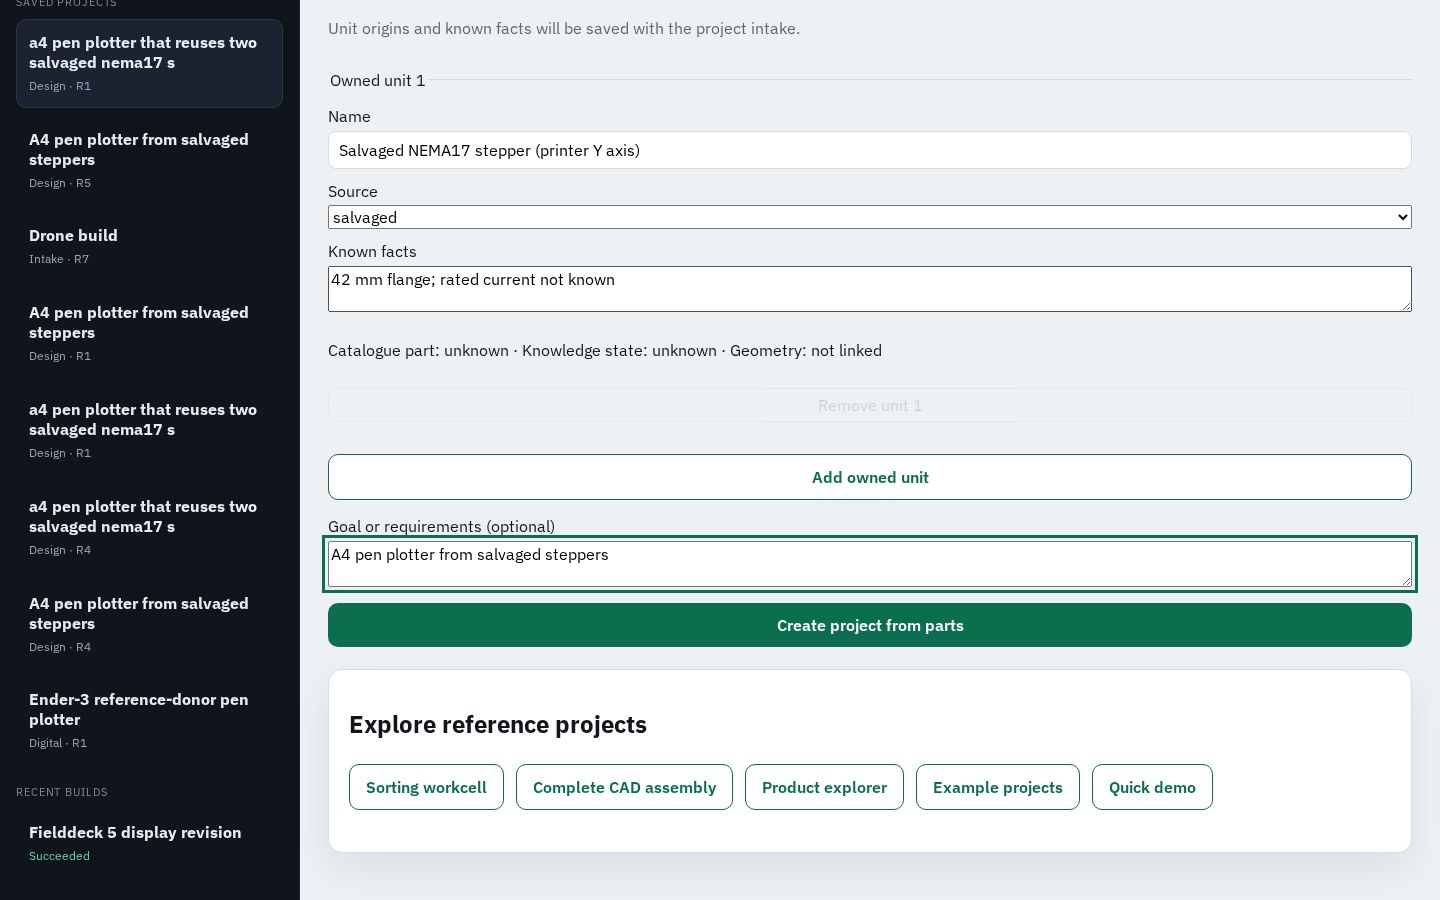 SAVED PROJECTS
a4 pen plotter that reuses two
salvaged nema17 s
Design · R1
A4 pen plotter from salvaged
steppers
Design · R5
Drone build
Intake · R7
A4 pen plotter from salvaged
steppers
Design · R1
a4 pen plotter that reuses two
salvaged nema17 s
Design · R1
a4 pen plotter that reuses two
salvaged nema17 s
Design · R4
A4 pen plotter from salvaged
steppers
Design · R4
Ender-3 reference-donor pen
plotter
Digital · R1
RECENT BUILDS
Fielddeck 5 display revision
Succeeded
Unit origins and known facts will be saved with the project intake.
Owned unit 1
Name
Salvaged NEMA17 stepper (printer Y axis)
Source
salvaged
Known facts
42 mm flange; rated current not known
Catalogue part: unknown · Knowledge state: unknown · Geometry: not linked
Remove unit 1
Add owned unit
Goal or requirements (optional)
A4 pen plotter from salvaged steppers
Create project from parts
Explore reference projects
Sorting workcell
Complete CAD assembly
Product explorer
Example projects
Quick demo